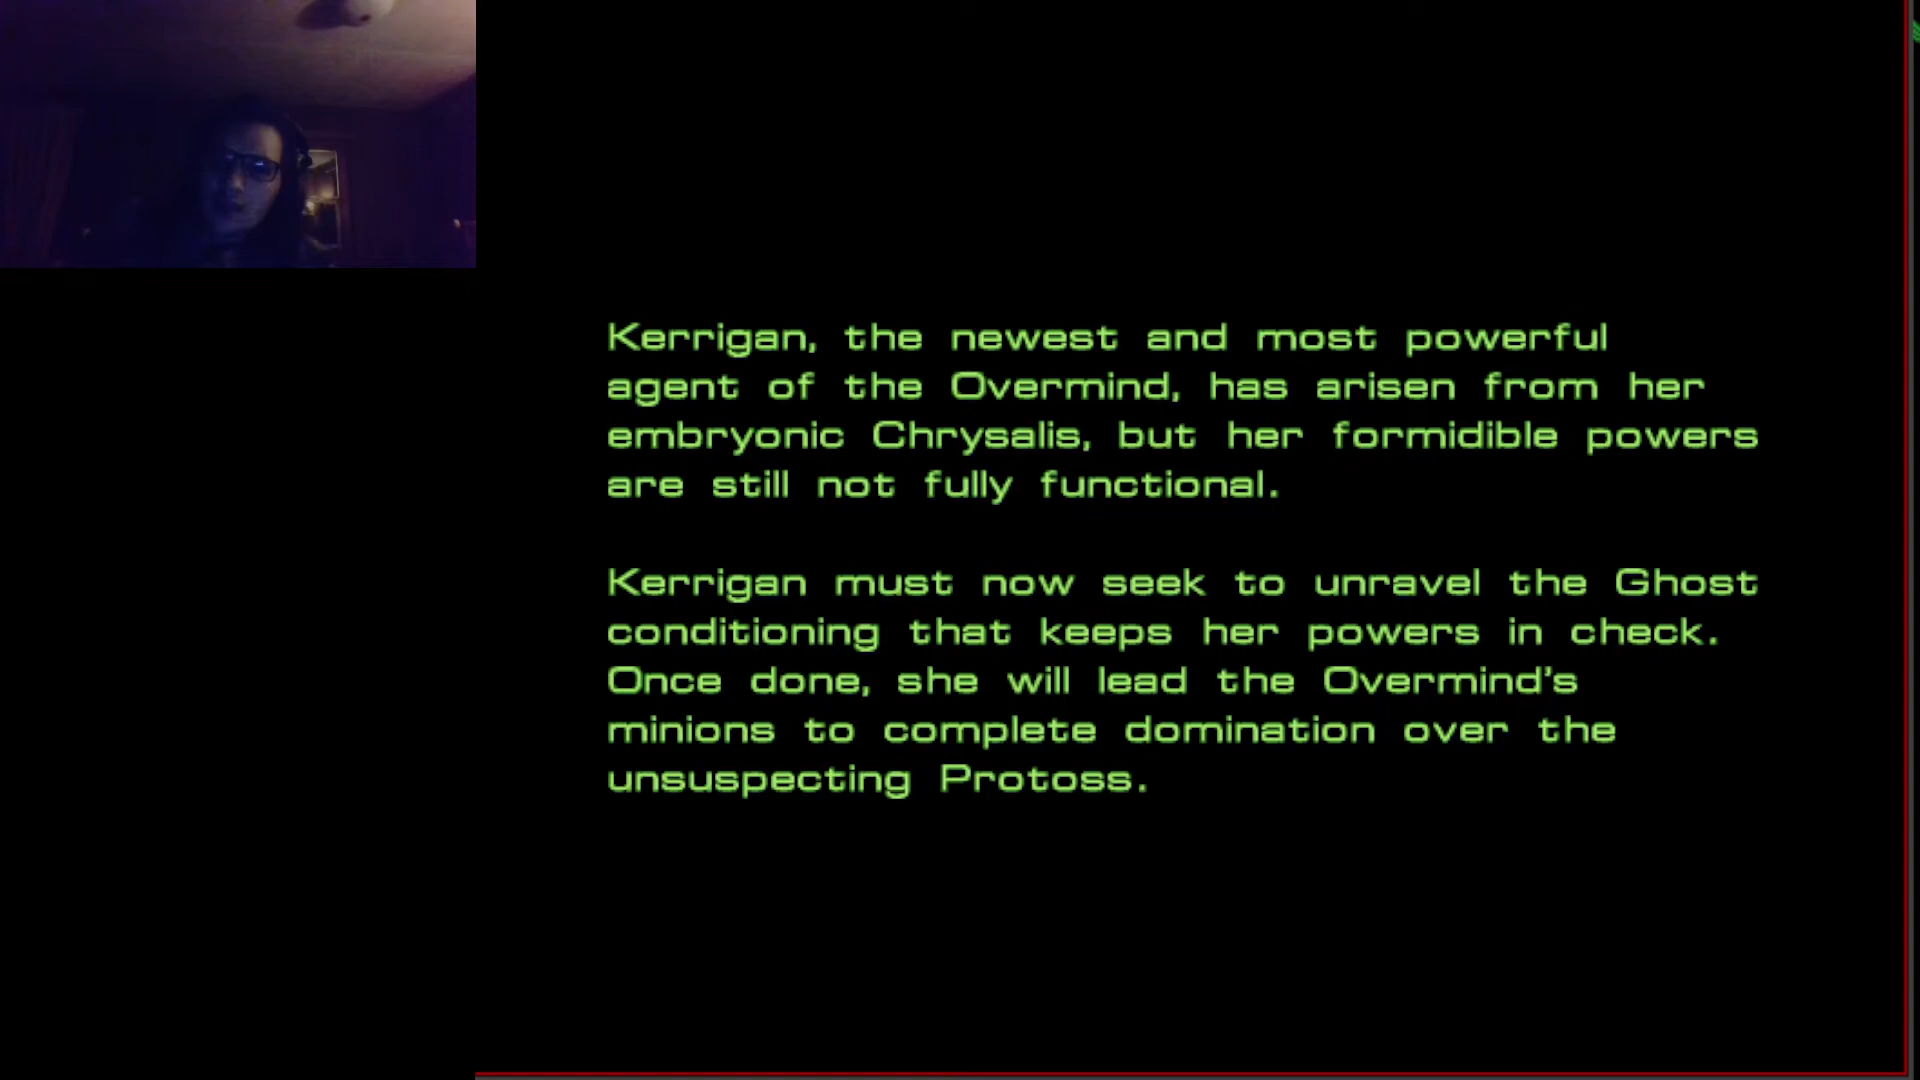 Kerrigan, the newest and most powerful
agent of the Overmind, has arisen from her
embryonic Chrysalis, but her formidible powers
are still not fully functional.
Kerrigan must now seek to unravel the Ghost
conditioning that keeps her powers in check.
Once done, she will lead the Overmind's
minions to complete domination over the
unsuspecting Protoss.